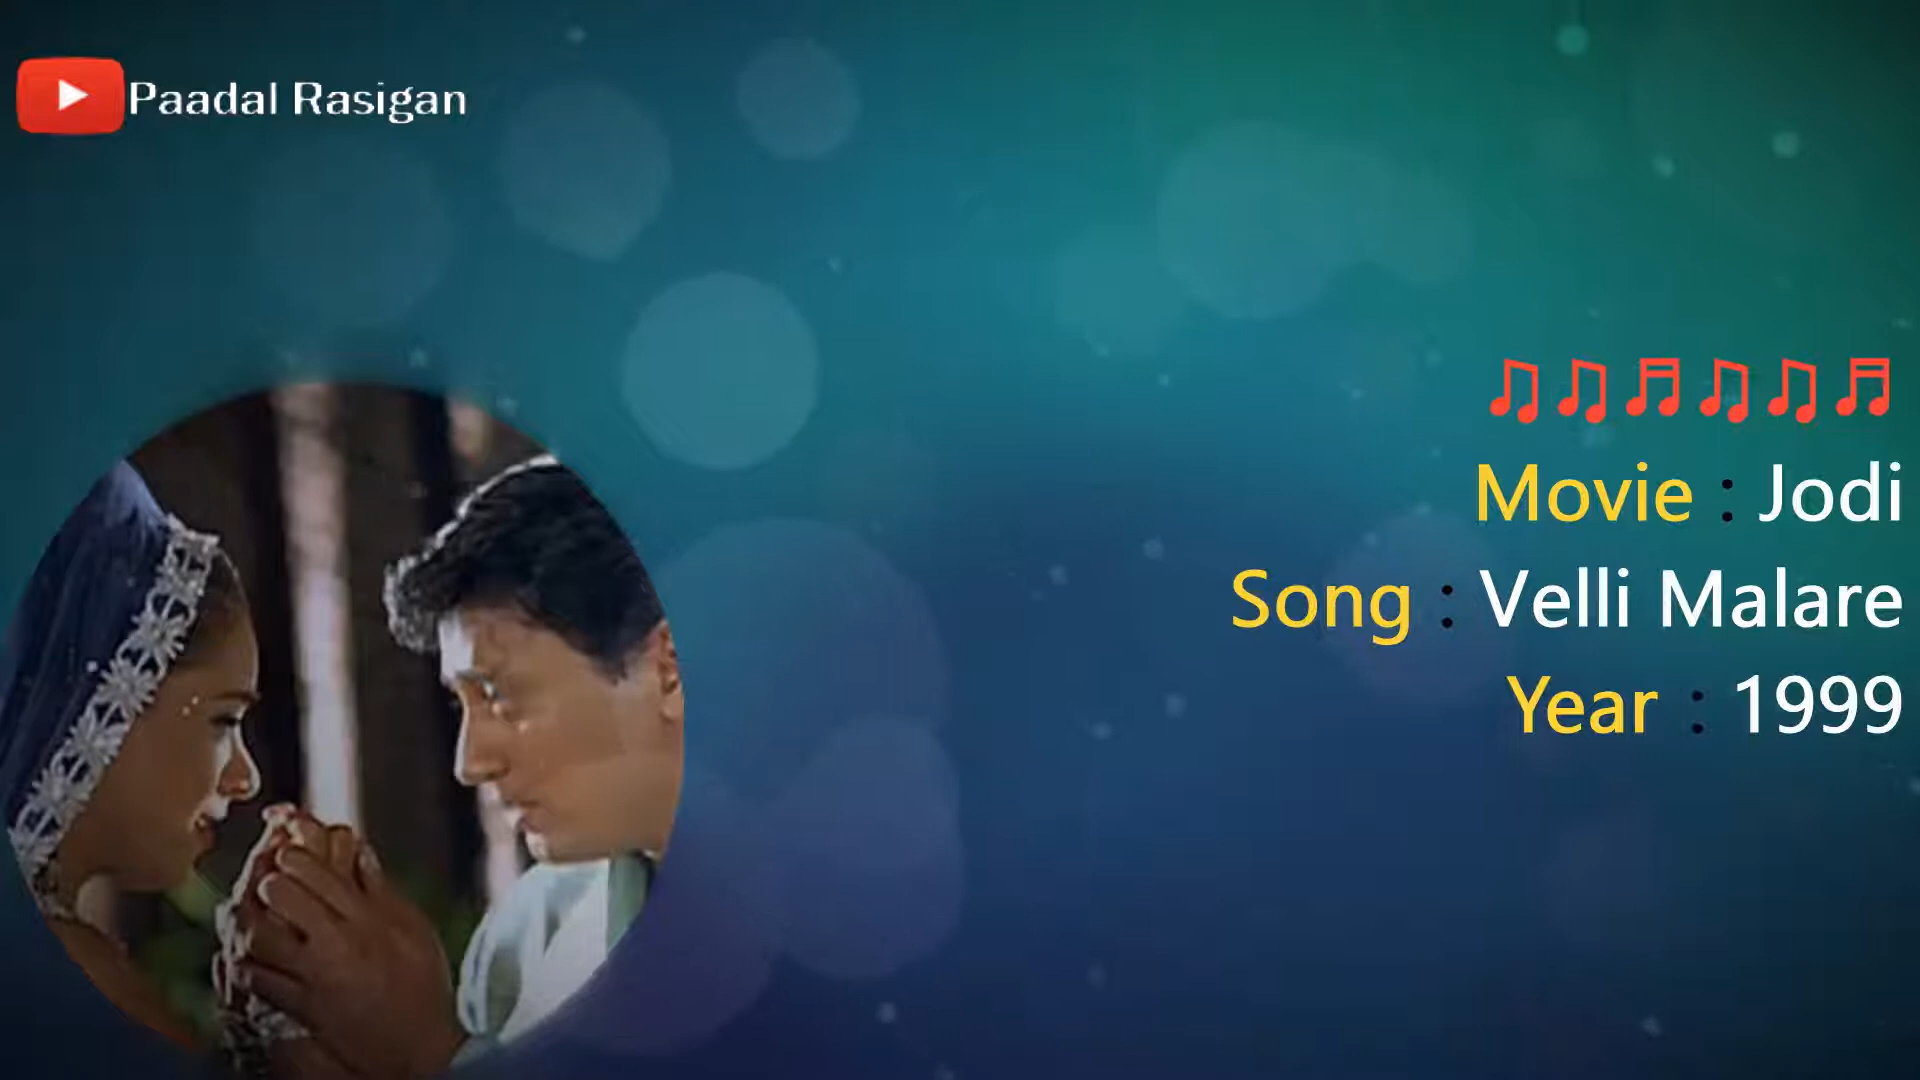 Paadal Rasigan
♫♫♬♫♫♬
Movie : Jodi
Song : Velli Malare
Year : 1999